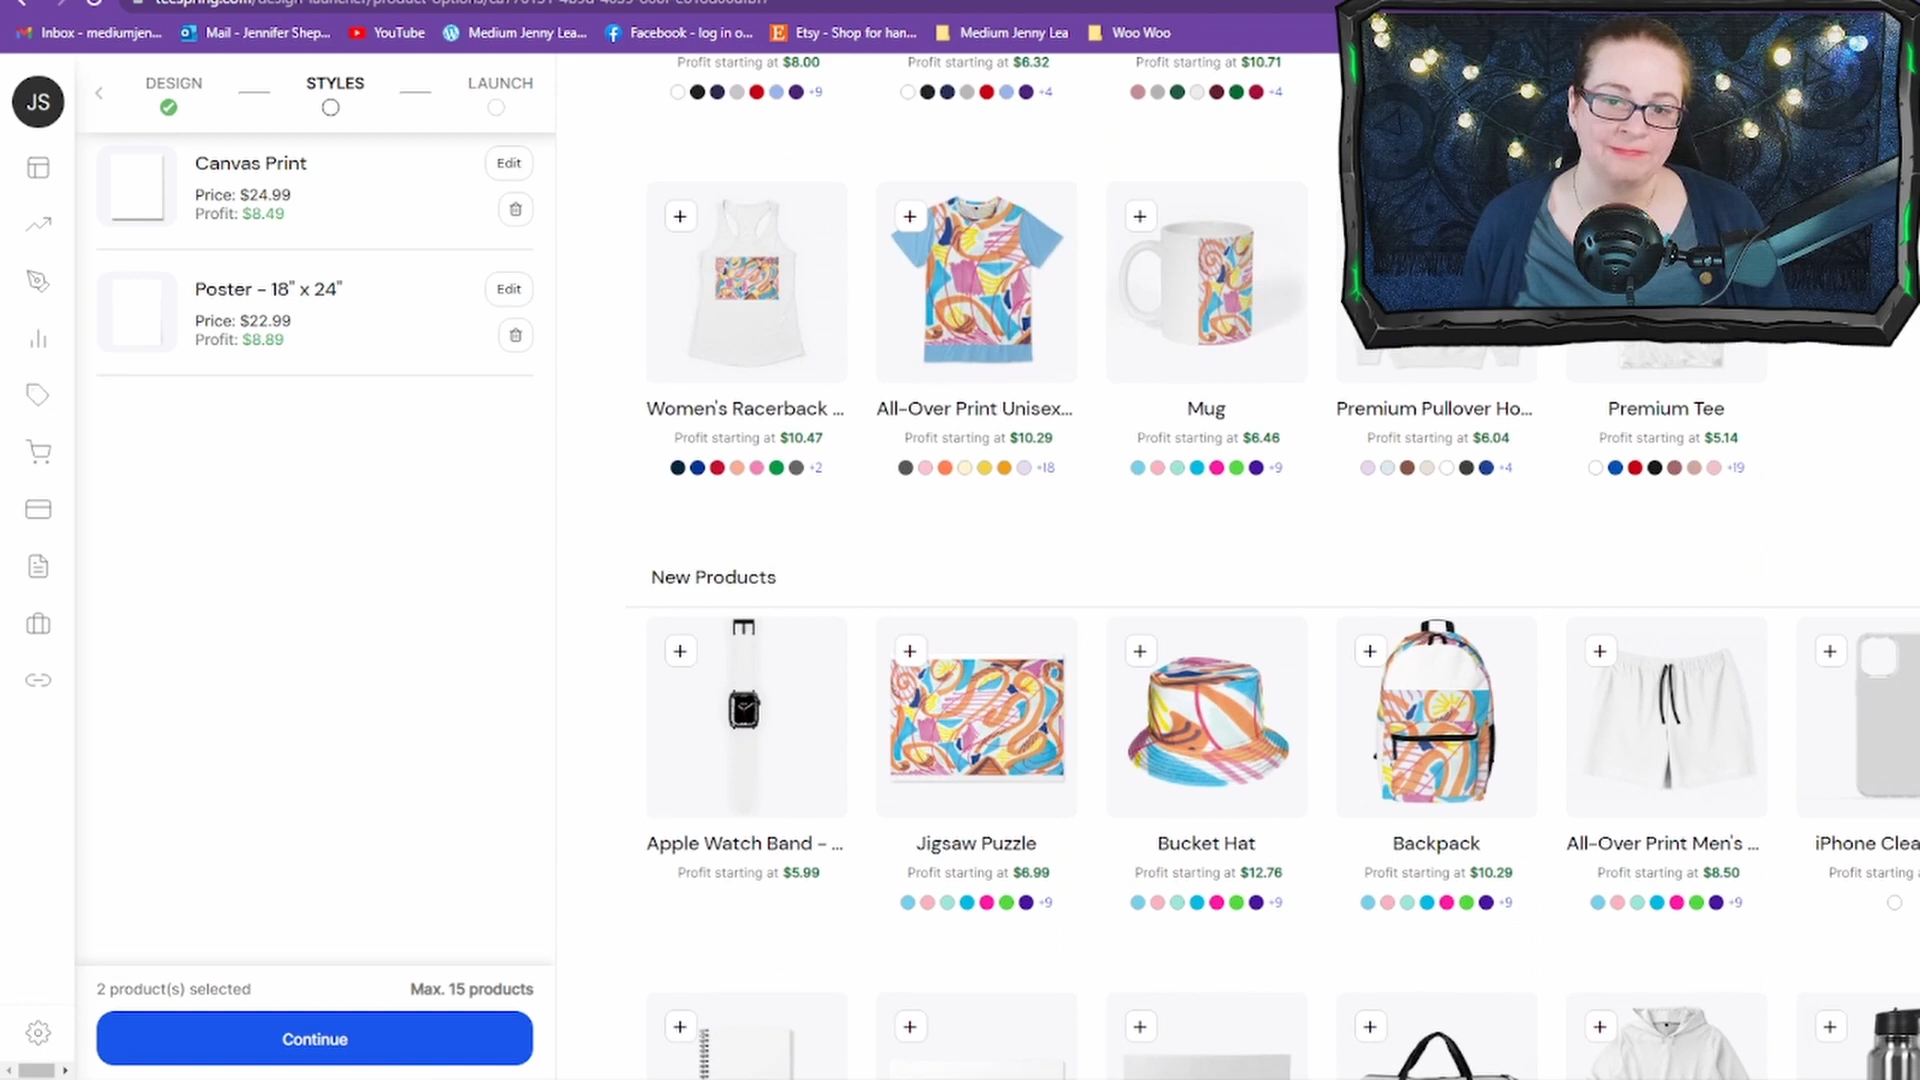 Inbox - mediumjen...
Mail - Jennifer Shep...
YouTube
Medium Jenny Lea...
Facebook - log in o...
Etsy - Shop for han...
Medium Jenny Lea
Woo Woo
JS
DESIGN
STYLES
LAUNCH
Canvas Print
Edit
Price: $24.99
Profit: $8.49
Poster - 18" x 24"
Edit
Price: $22.99
Profit: $8.89
2 product(s) selected
Max. 15 products
Continue
Profit starting at $8.00
Profit starting at $6.32
Profit starting at $10.71
+9
+4
+4
Women's Racerback ...
All-Over Print Unisex...
Mug
Premium Pullover Ho...
Premium Tee
Profit starting at $10.47
Profit starting at $10.29
Profit starting at $6.46
Profit starting at $6.04
Profit starting at $5.14
+2
+18
+9
+4
+19
New Products
Apple Watch Band - ...
Jigsaw Puzzle
Bucket Hat
Backpack
All-Over Print Men's ...
iPhone Clea
Profit starting at $5.99
Profit starting at $6.99
Profit starting at $12.76
Profit starting at $10.29
Profit starting at $8.50
Profit starting
+9
+9
+9
+9